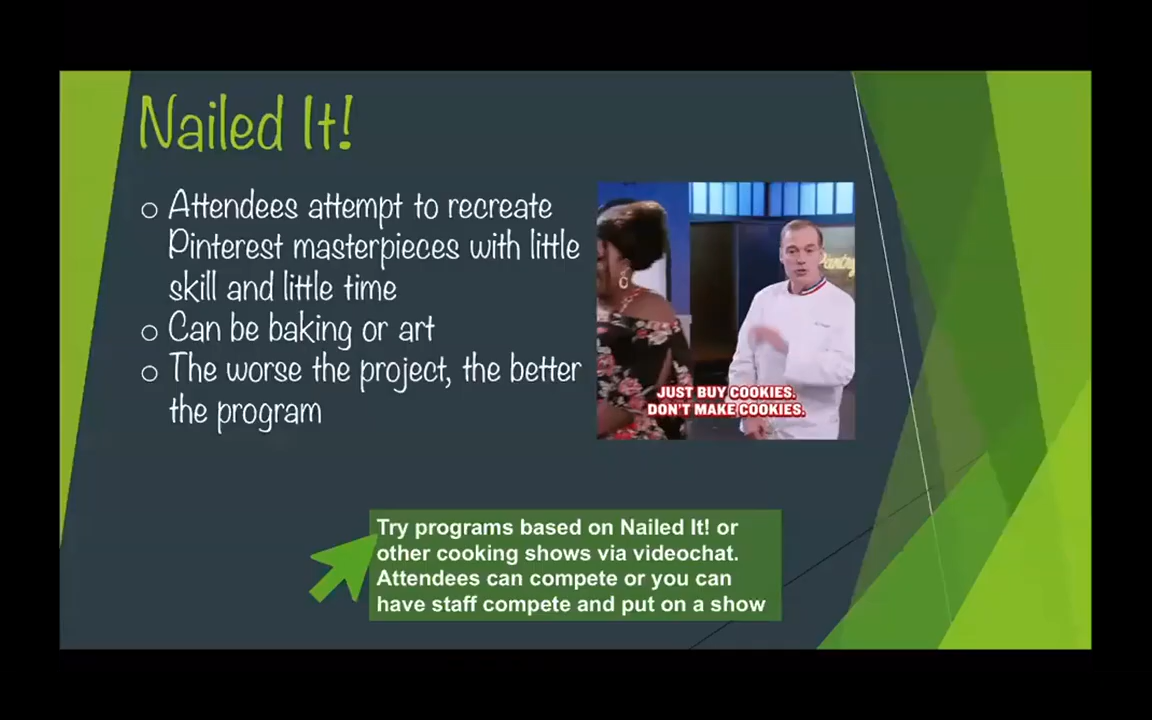 Nailed It!
o Attendees attempt to recreate
Pinterest masterpieces with little
skill and little time
o Can be baking or art
o The worse the project, the better
the program
Pantry
JUST BUY COOKIES.
DON'T MAKE COOKIES.
Try programs based on Nailed It! or
other cooking shows via videochat.
Attendees can compete or you can
have staff compete and put on a show